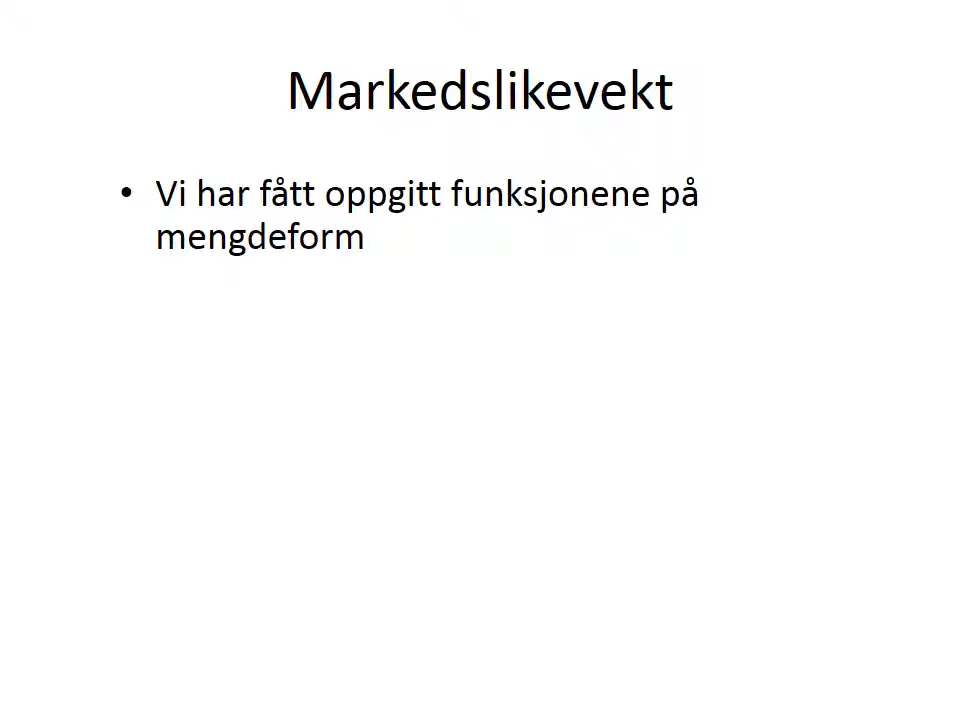 Markedslikevekt
• Vi har fått oppgitt funksjonene på
mengdeform